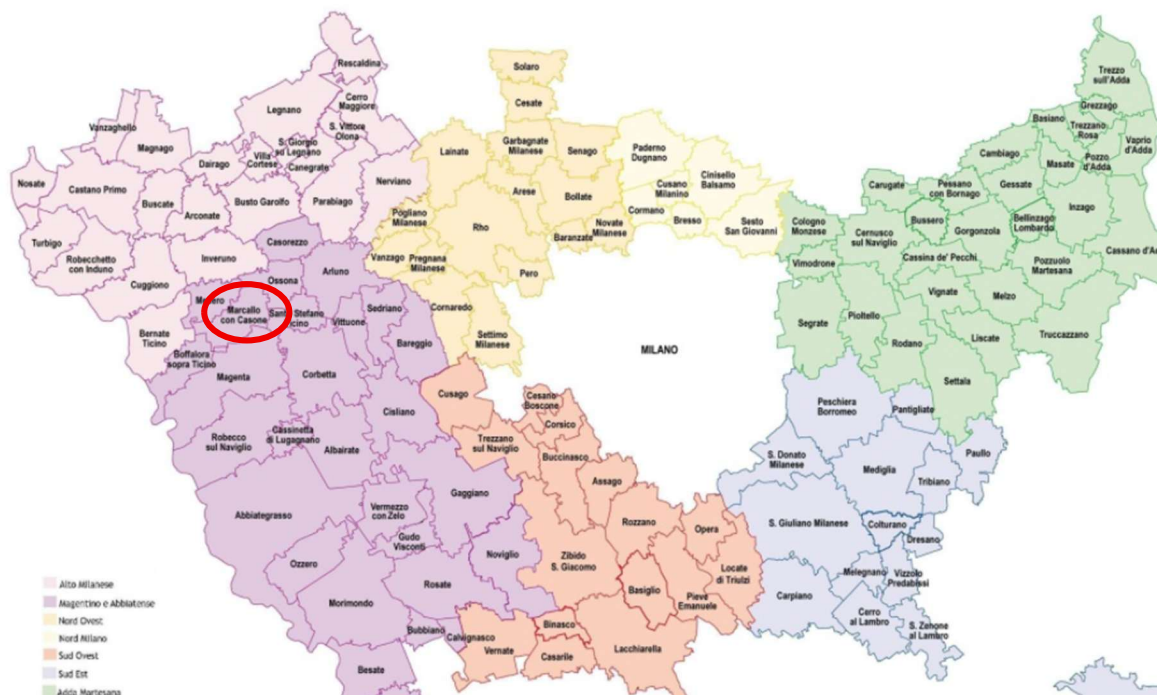 Rescaldina
Solaro
Trezzo
sull'Adda
Legnano
Cerro
Maggiore
Cesate
Grezzago
Vanzaghello
Magnago
S. Vittore
Olona
S. Giorgio
su Legnano
Villa
Cortese
Canegrate
Dairago
Lainate
Garbagnate
Milanese
Senago
Paderno
Dugnano
Basiano
Trezzano
Rosa
Vaprio
d'Adda
Nosate
Castano Primo
Buscate
Arconate
Busto Garolfo
Parabiago
Nerviano
Arese
Bollate
Cusano
Milanino
Cinisello
Balsamo
Cambiago
Masate
Pozzo
d'Adda
Carugate
Pessano
con Bornago
Gessate
Inzago
Pogliano
Milanese
Rho
Baranzate
Novate
Milanese
Cormano
Bresso
Sesto
San Giovanni
Cologno
Monzese
Bussero
Bellinzago
Lombardo
Cernusco
sul Naviglio
Gorgonzola
Turbigo
Robecchetto
con Induno
Inveruno
Casorezzo
Vanzago
Pregnana
Milanese
Pero
Vimodrone
Cassina de' Pecchi
Pozzuolo
Martesana
Cassano d'Ad
Cuggiono
Ossona
Arluno
Marcallo
con Casone
Vittuone
Sedriano
Cornaredo
Settimo
Milanese
Segrate
Pioltello
Vignate
Melzo
Truccazzano
Bernate
Ticino
Boffalora
sopra Ticino
Bareggio
MILANO
Rodano
Liscate
Magenta
Corbetta
Cisliano
Cusago
Cesano
Boscone
Corsico
Settala
Peschiera
Borromeo
Pantigliate
Robecco
sul Naviglio
Cassinetta
di Lugagnano
Albairate
Trezzano
sul Naviglio
Buccinasco
Assago
S. Donato
Milanese
Mediglia
Paullo
Tribiano
Abbiategrasso
Vermezzo
con Zelo
Gaggiano
Rozzano
Opera
S. Giuliano Milanese
Colturano
Dresano
Gudo
Visconti
Noviglio
Zibido
S. Giacomo
Locate
di Triulzi
Ozzero
Rosate
Basiglio
Pieve
Emanuele
Carpiano
Melegnano
Vizzolo
Predabissi
Morimondo
Bubbiano
Calvignasco
Binasco
Cerro
al Lambro
S. Zenone
al Lambro
Vernate
Casarile
Lacchiarella
Besate
Alto Milanese
Magentino e Abbiatense
Nord Ovest
Nord Milano
Sud Ovest
Sud Est
Adda Martesana